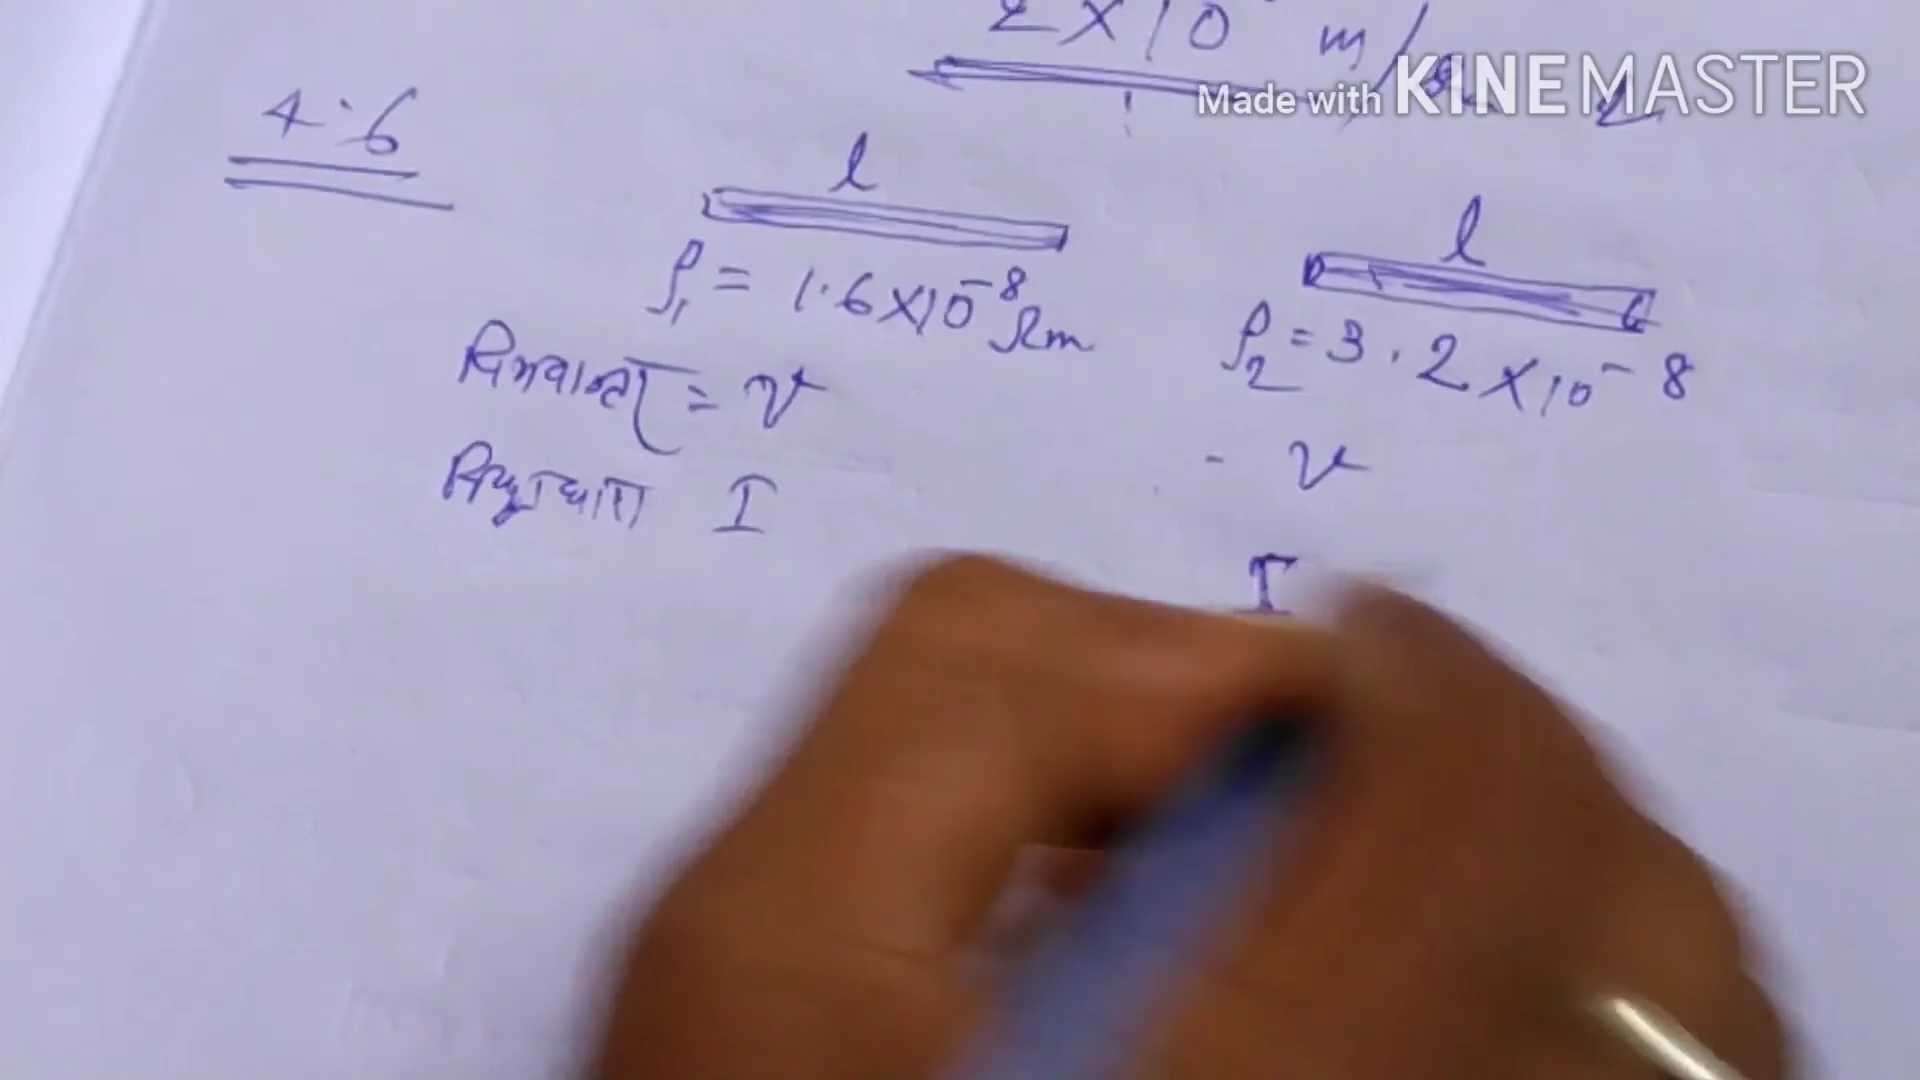 2 × 10 m/
Made with KINEMASTER
4.6
l
l
ρ₁ = 1.6×10⁻⁸ Ωm
ρ₂ = 3.2×10⁻⁸
विभवान्तर = V
V
विद्युतधारा I
I